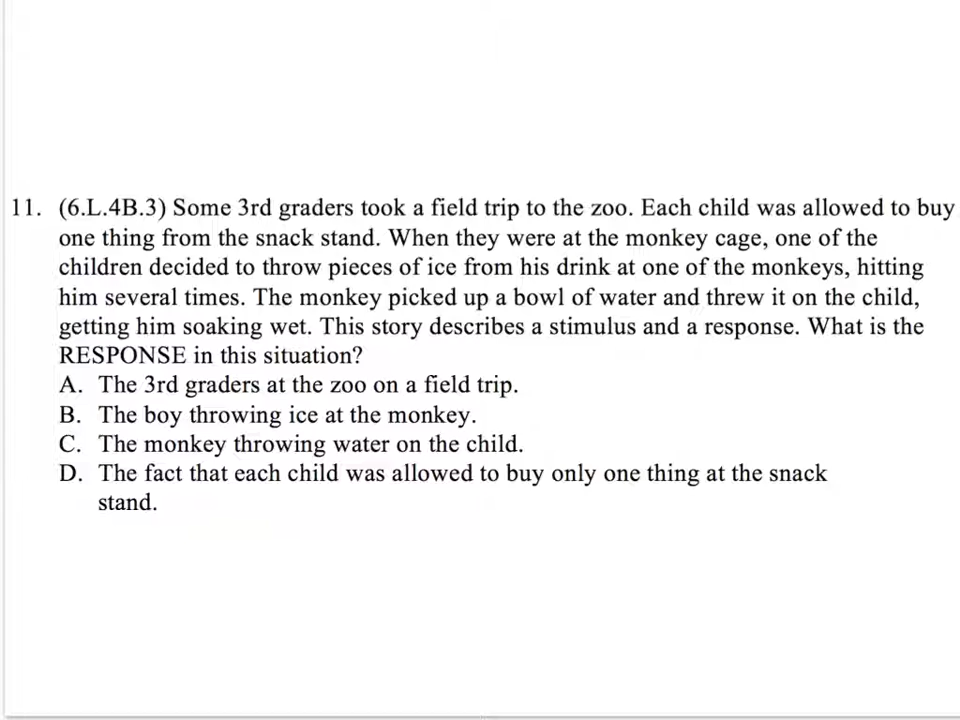 11. (6.L.4B.3) Some 3rd graders took a field trip to the zoo. Each child was allowed to buy
one thing from the snack stand. When they were at the monkey cage, one of the
children decided to throw pieces of ice from his drink at one of the monkeys, hitting
him several times. The monkey picked up a bowl of water and threw it on the child,
getting him soaking wet. This story describes a stimulus and a response. What is the
RESPONSE in this situation?
A. The 3rd graders at the zoo on a field trip.
B. The boy throwing ice at the monkey.
C. The monkey throwing water on the child.
D. The fact that each child was allowed to buy only one thing at the snack
stand.